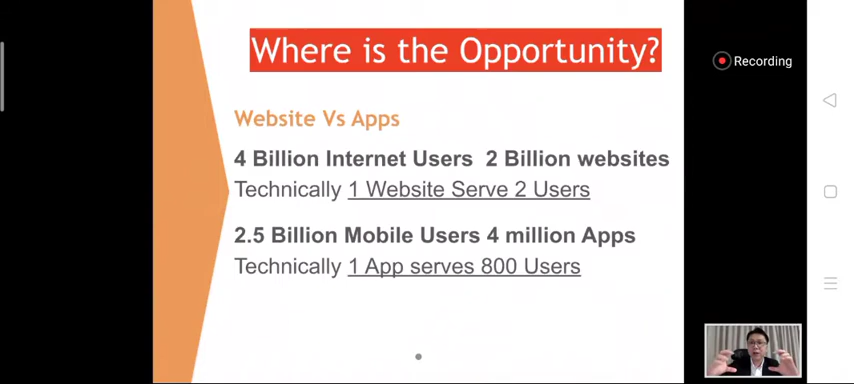 Where is the Opportunity?
Recording
Website Vs Apps
4 Billion Internet Users 2 Billion websites
Technically 1 Website Serve 2 Users
2.5 Billion Mobile Users 4 million Apps
Technically 1 App serves 800 Users